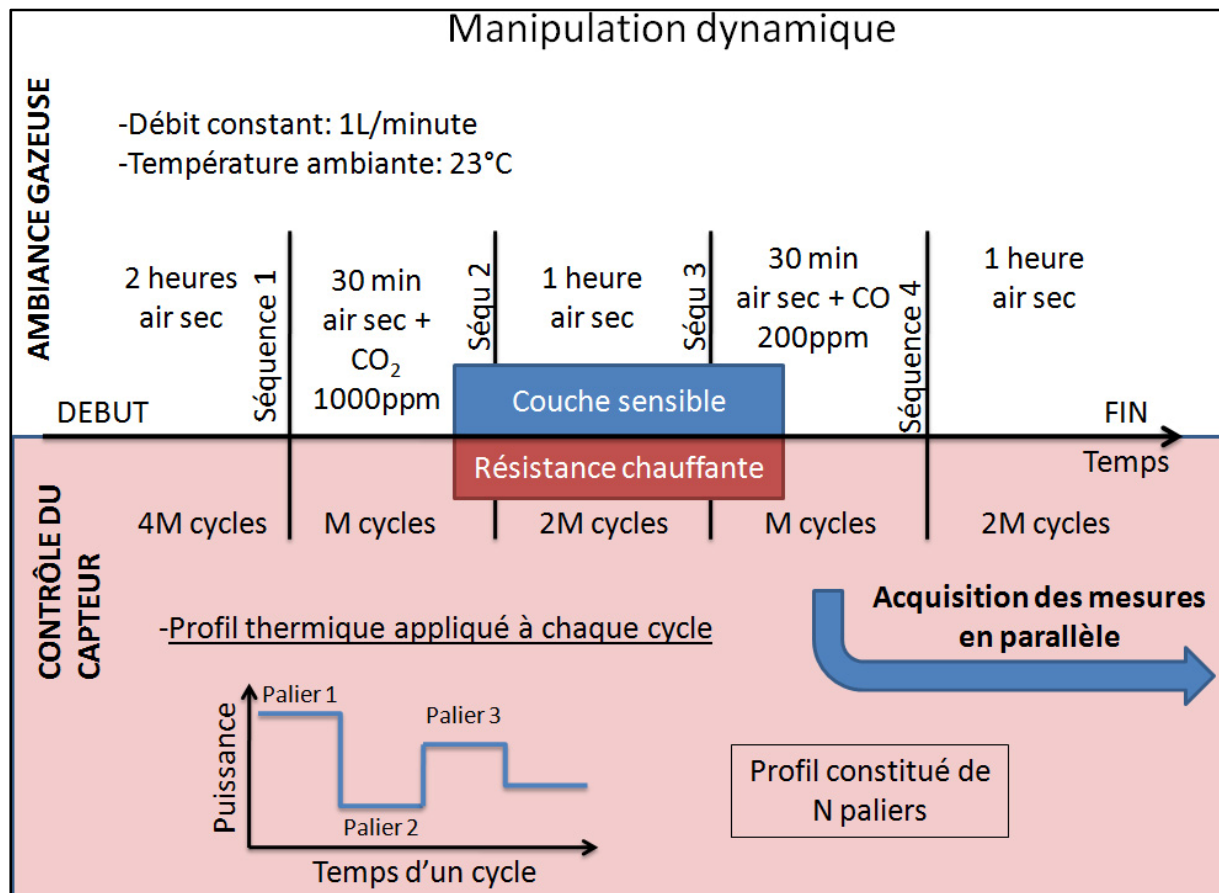 Manipulation dynamique
AMBIANCE GAZEUSE
-Débit constant: 1L/minute
-Température ambiante: 23°C
2 heures
air sec
Séquence 1
30 min
air sec +
CO₂
1000ppm
Séqu 2
1 heure
air sec
Séqu 3
30 min
air sec + CO
200ppm
Séquence 4
1 heure
air sec
DEBUT
Couche sensible
FIN
Résistance chauffante
Temps
CONTRÔLE DU
CAPTEUR
4M cycles
M cycles
2M cycles
M cycles
2M cycles
-Profil thermique appliqué à chaque cycle
Acquisition des mesures
en parallèle
Puissance
Palier 1
Palier 2
Palier 3
Temps d’un cycle
Profil constitué de
N paliers